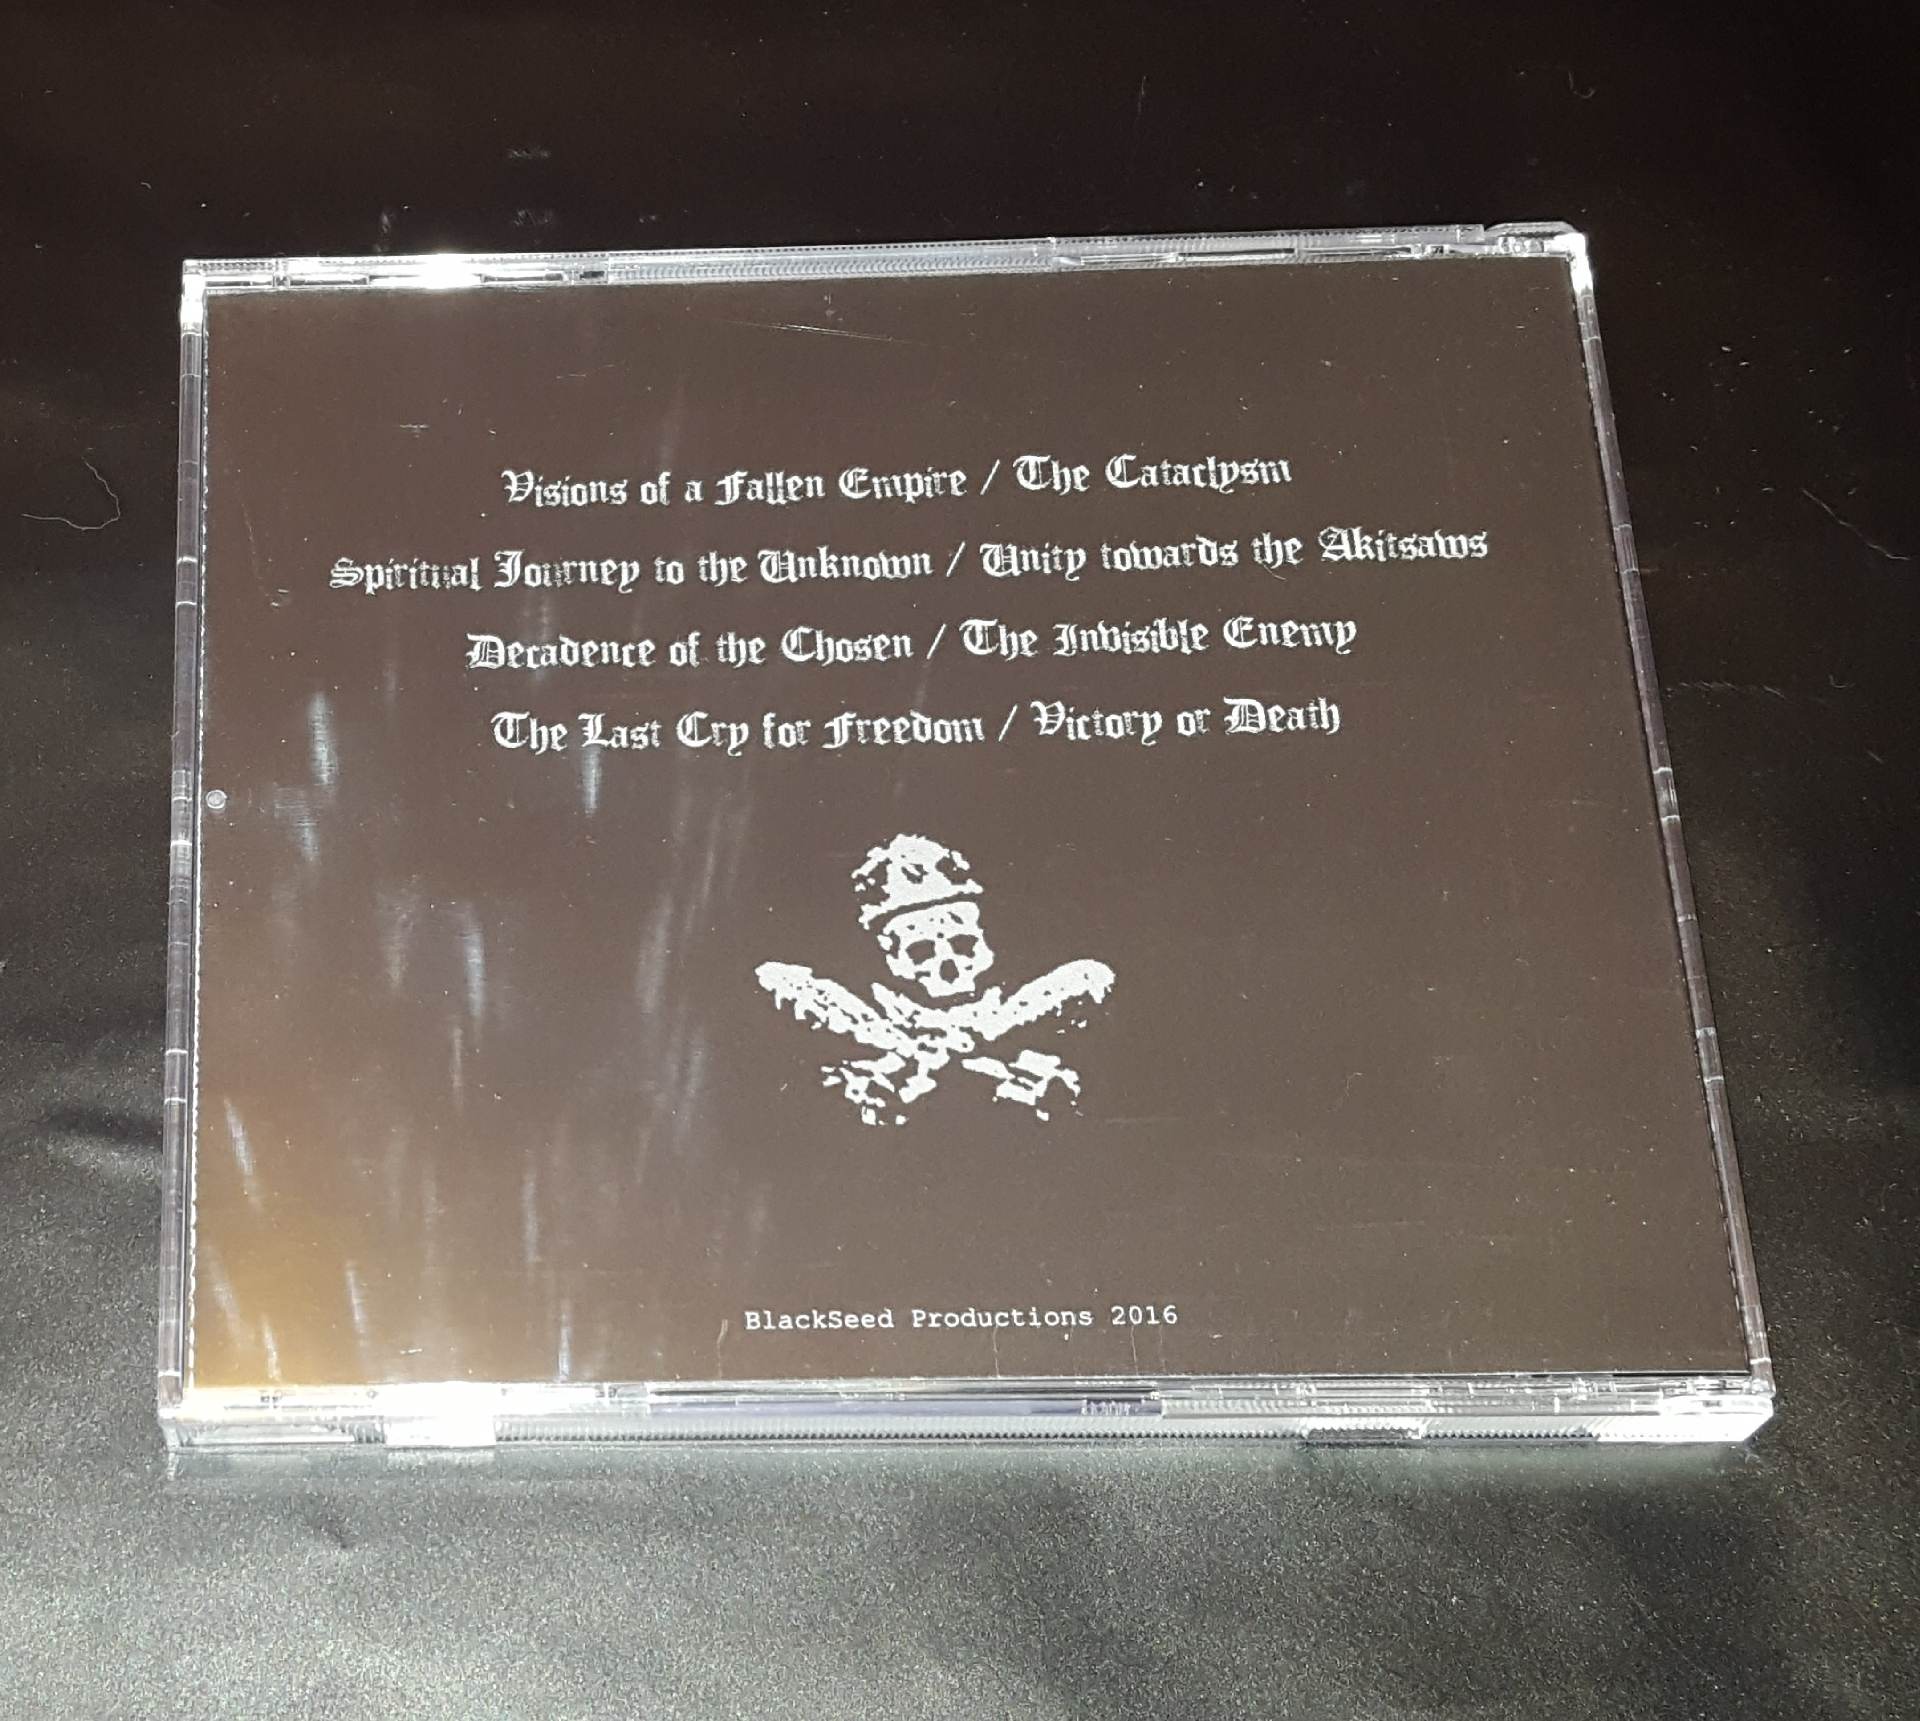 Visions of a Fallen Empire / The Cataclysm
Spiritual Journey to the Unknown / Unity towards the Akitsaws
Decadence of the Chosen / The Invisible Enemy
The Last Cry for Freedom / Victory or Death
BlackSeed Productions 2016